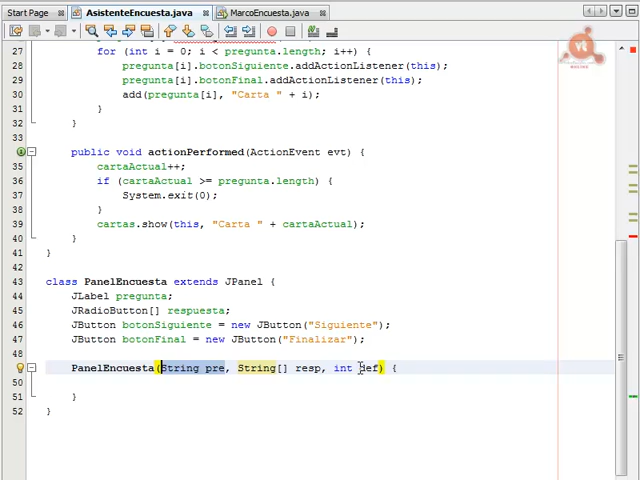 Start Page AsistenteEncuesta.java MarcoEncuesta.java
27 for (int i = 0; i < pregunta.length; i++) {
28 pregunta[i].botonSiguiente.addActionListener(this);
29 pregunta[i].botonFinal.addActionListener(this);
30 add(pregunta[i], "Carta " + i);
31 }
32 }
33
public void actionPerformed(ActionEvent evt) {
35 cartaActual++;
36 if (cartaActual >= pregunta.length) {
37 System.exit(0);
38 }
39 cartas.show(this, "Carta " + cartaActual);
40 }
41 }
42
43 class PanelEncuesta extends JPanel {
44 JLabel pregunta;
45 JRadioButton[] respuesta;
46 JButton botonSiguiente = new JButton("Siguiente");
47 JButton botonFinal = new JButton("Finalizar");
48
PanelEncuesta(String pre, String[] resp, int def) {
50
51 }
52 }